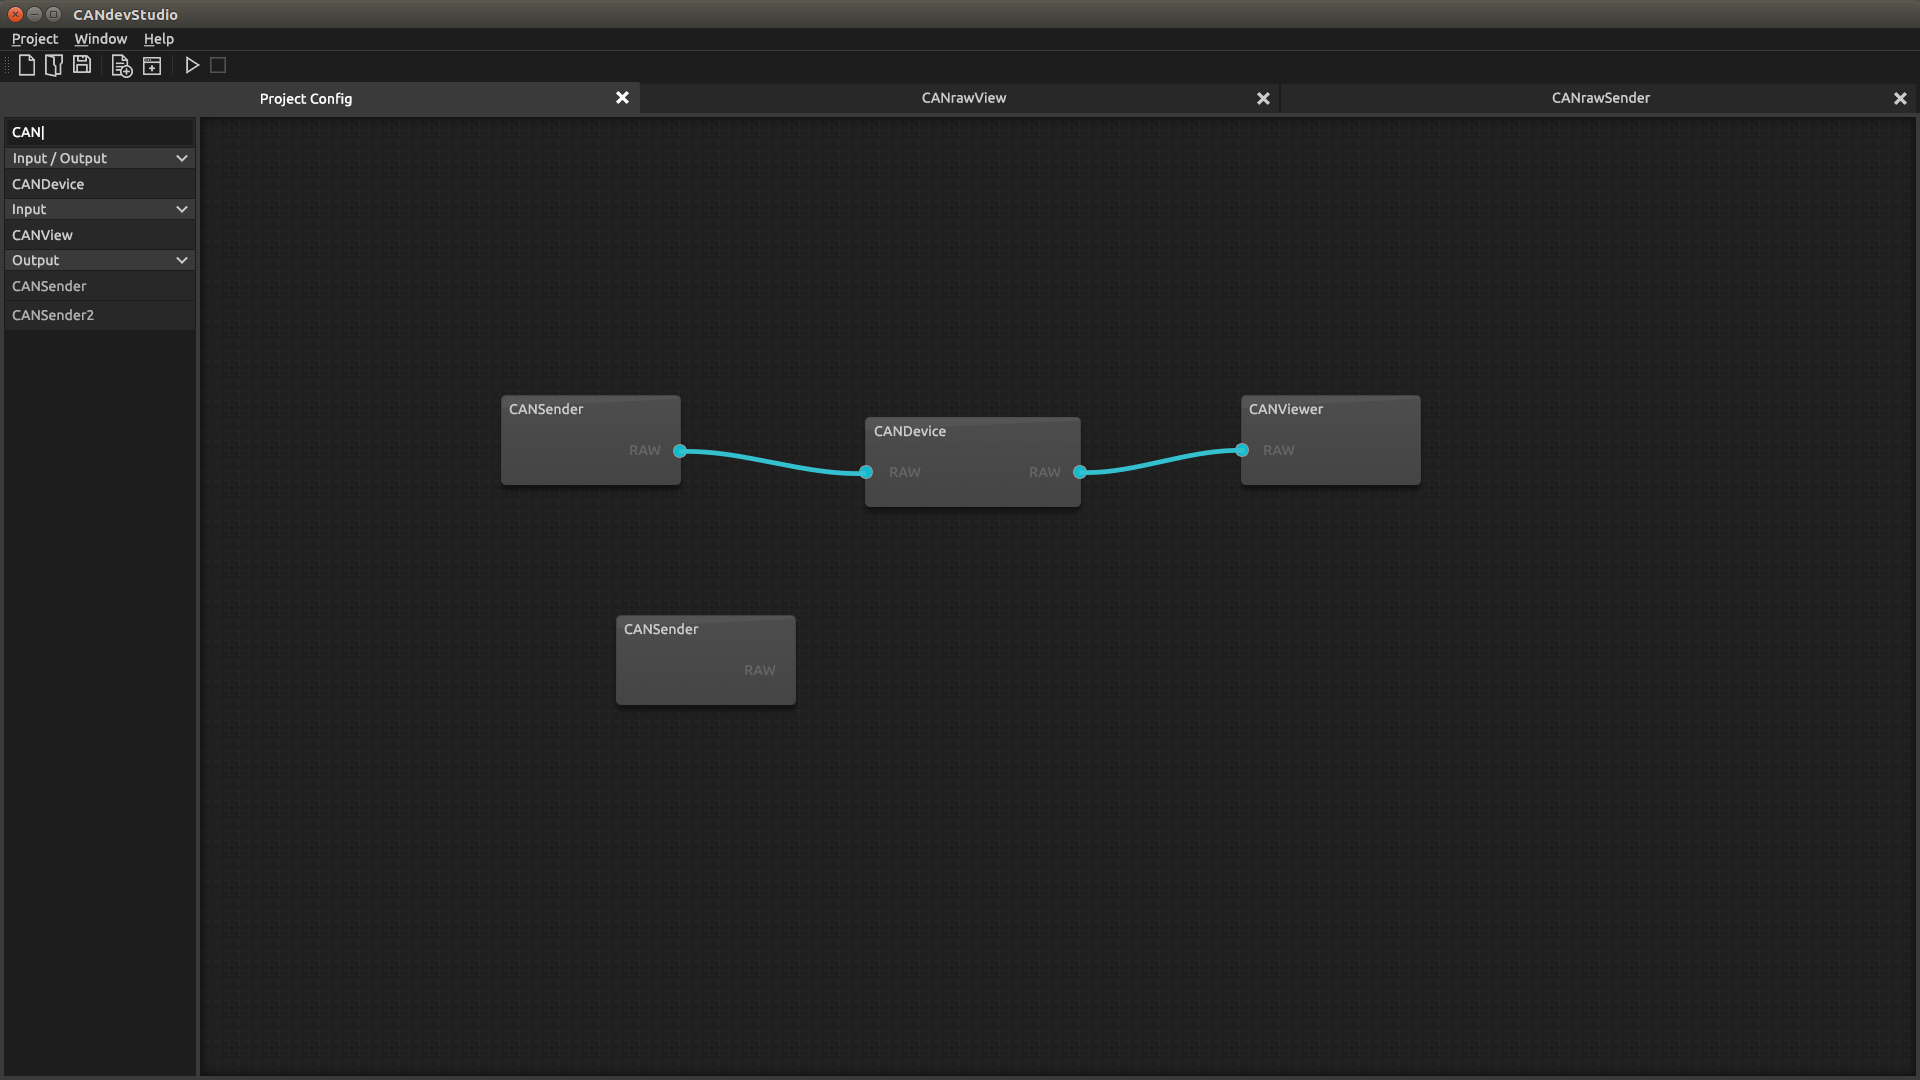 CANdevStudio
Project Window Help
Project Config
CANrawView
CANrawSender
CAN
Input / Output
CANDevice
Input
CANView
Output
CANSender
CANSender2
CANSender
RAW
CANDevice
RAW RAW
CANViewer
RAW
CANSender
RAW